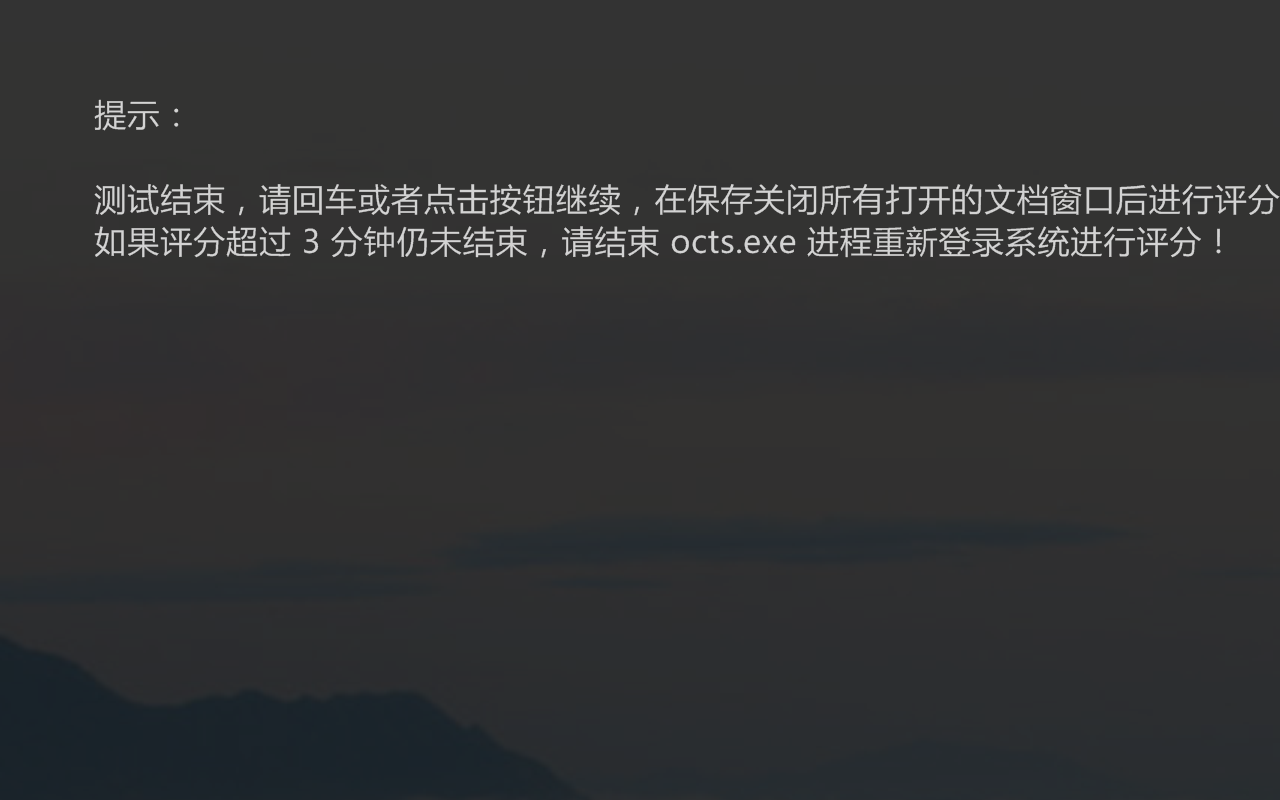 提示：
测试结束，请回车或者点击按钮继续，在保存关闭所有打开的文档窗口后进行评分
如果评分超过 3 分钟仍未结束，请结束 octs.exe 进程重新登录系统进行评分！